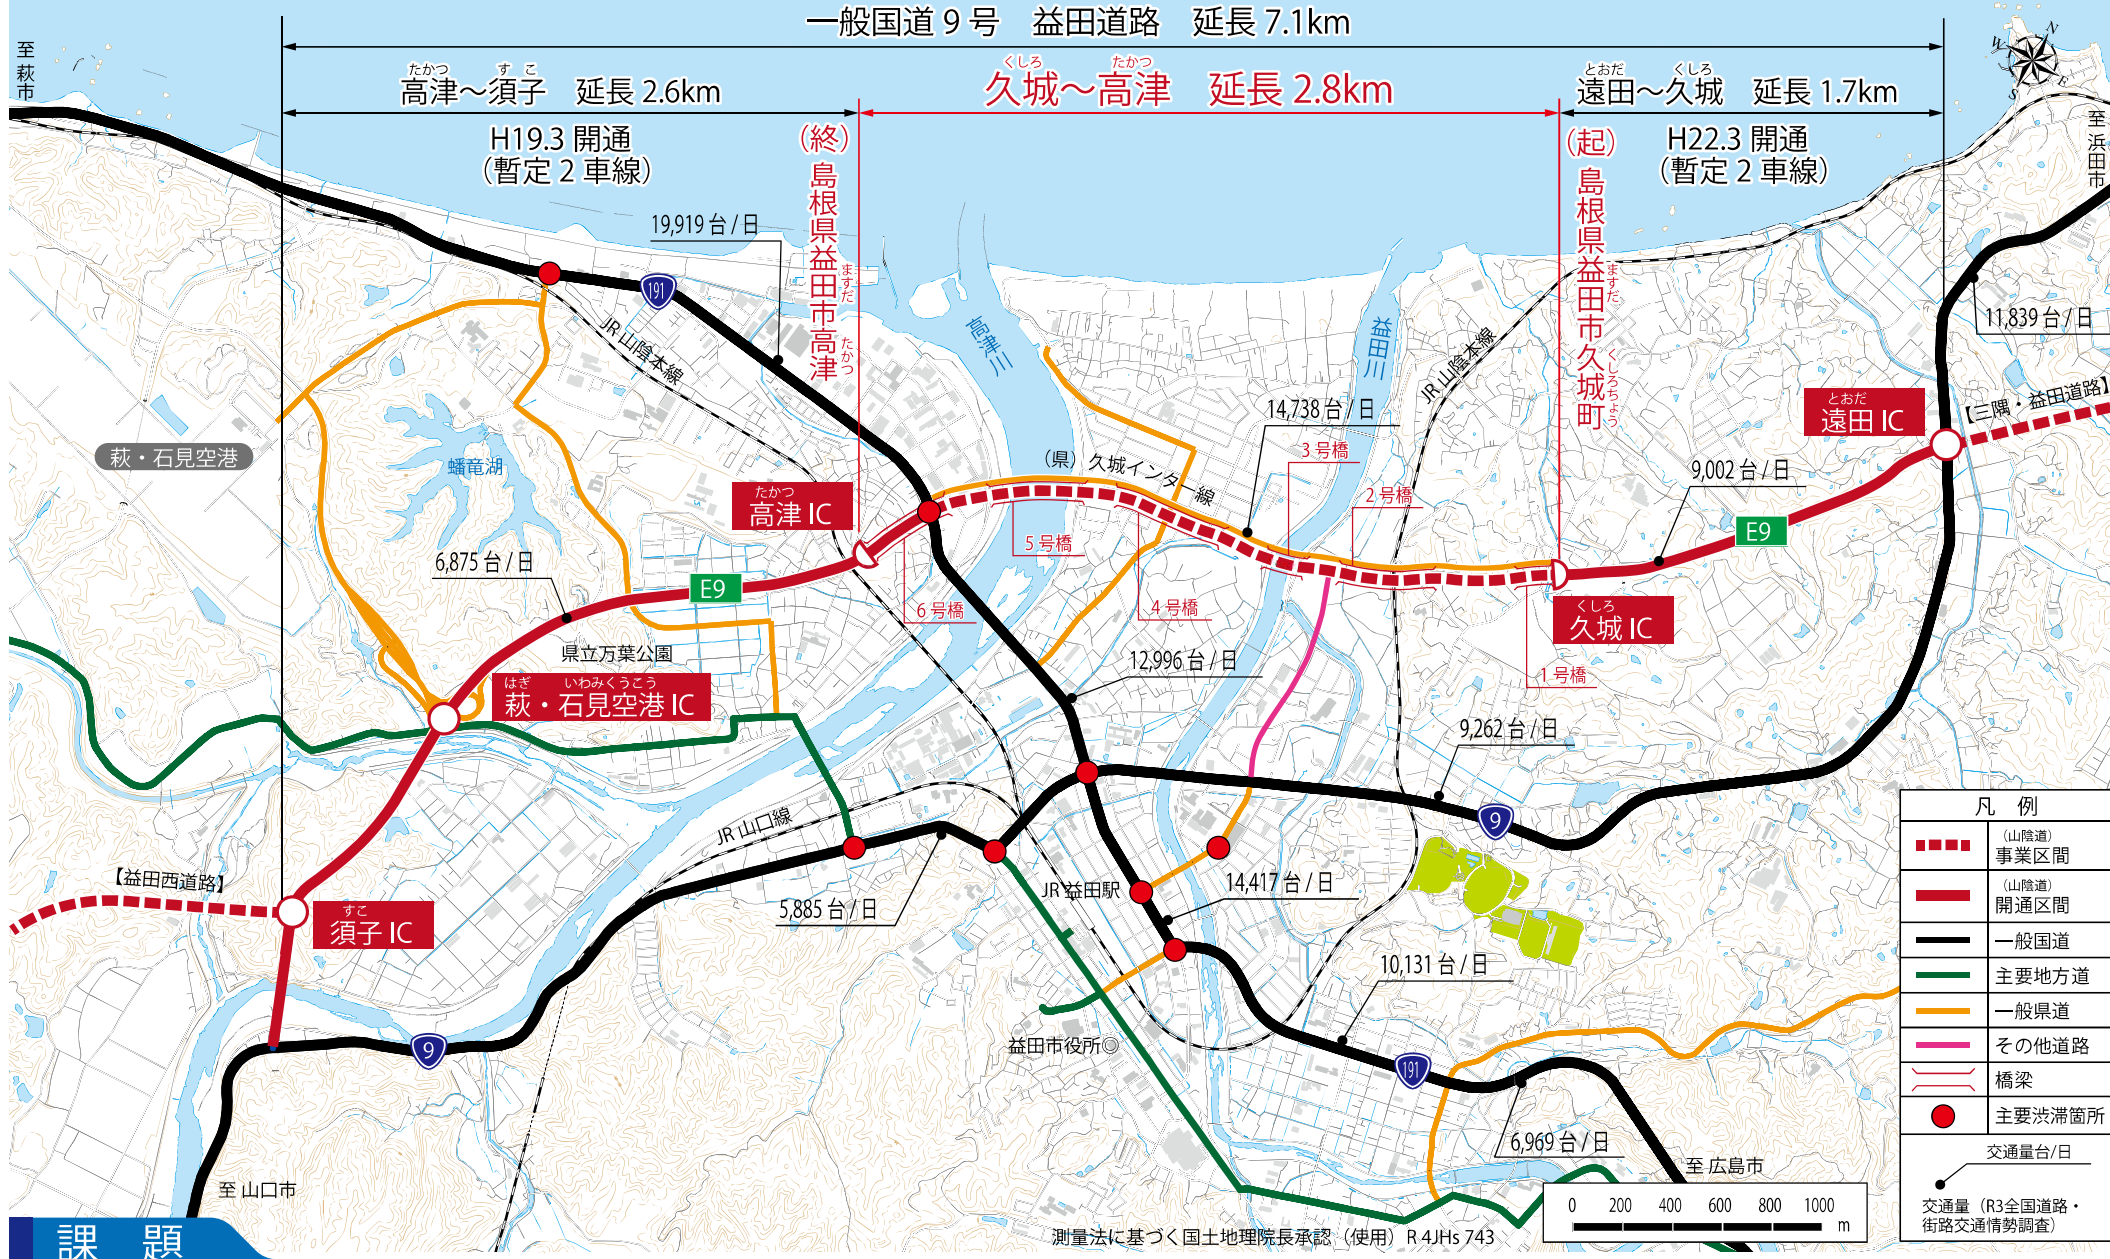 一般国道 9 号　益田道路　延長 7.1km
至 萩市
たかつ　す こ
高津～須子　延長 2.6km
H19.3 開通
（暫定 2 車線）
くしろ　たかつ
久城～高津　延長 2.8km
とおだ　くしろ
遠田～久城　延長 1.7km
H22.3 開通
（暫定 2 車線）
N
W
E
S
至 浜田市
（終）
島根県益田市高津
ますだ
たかつ
（起）
島根県益田市久城町
ますだ
くしろちょう
19,919 台 / 日
191
JR 山陰本線
高津川
益田川
JR 山陰本線
11,839 台 / 日
【三隅・益田道路】
とおだ
遠田 IC
14,738 台 / 日
（県）久城インター線
3 号橋
2 号橋
9,002 台 / 日
E9
萩・石見空港
蟠竜湖
たかつ
高津 IC
5 号橋
6,875 台 / 日
E9
6 号橋
4 号橋
くしろ
久城 IC
1 号橋
県立万葉公園
12,996 台 / 日
はぎ　いわみくうこう
萩・石見空港 IC
9,262 台 / 日
9
JR 山口線
【益田西道路】
すこ
須子 IC
5,885 台 / 日
JR 益田駅
14,417 台 / 日
10,131 台 / 日
9
益田市役所◎
191
6,969 台 / 日
至 広島市
至 山口市
凡　例
（山陰道）
事業区間
（山陰道）
開通区間
一般国道
主要地方道
一般県道
その他道路
橋梁
主要渋滞箇所
交通量台/日
交通量（R3全国道路・
街路交通情勢調査）
0 200 400 600 800 1000
m
測量法に基づく国土地理院長承認（使用）R 4JHs 743
課　題